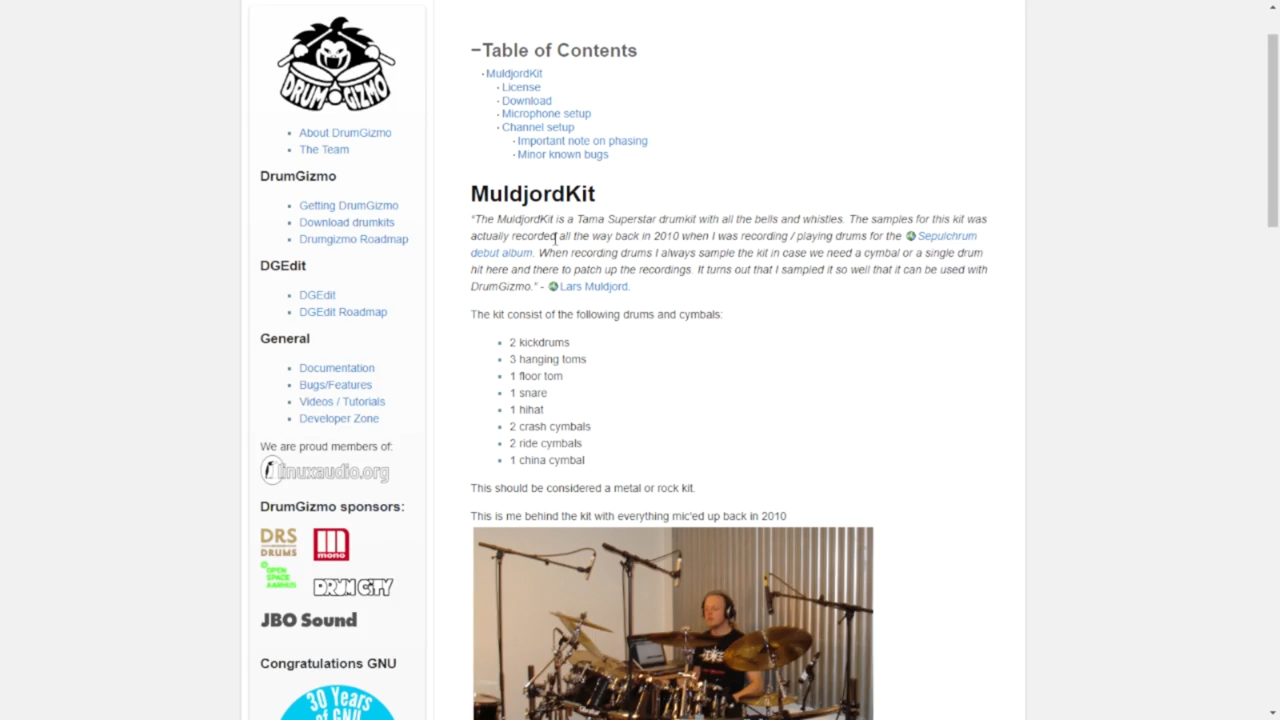 DRUM GIZMO
About DrumGizmo
The Team
DrumGizmo
Getting DrumGizmo
Download drumkits
Drumgizmo Roadmap
DGEdit
DGEdit
DGEdit Roadmap
General
Documentation
Bugs/Features
Videos / Tutorials
Developer Zone
We are proud members of:
linuxaudio.org
DrumGizmo sponsors:
DRS
DRUMS
mono
OPEN
SPACE
AARHUS
DRUM CITY
JBO Sound
Congratulations GNU
30 Years
of GNU
−Table of Contents
MuldjordKit
License
Download
Microphone setup
Channel setup
Important note on phasing
Minor known bugs
MuldjordKit
"The MuldjordKit is a Tama Superstar drumkit with all the bells and whistles. The samples for this kit was
actually recorded all the way back in 2010 when I was recording / playing drums for the Sepulchrum
debut album. When recording drums I always sample the kit in case we need a cymbal or a single drum
hit here and there to patch up the recordings. It turns out that I sampled it so well that it can be used with
DrumGizmo." - Lars Muldjord.
The kit consist of the following drums and cymbals:
2 kickdrums
3 hanging toms
1 floor tom
1 snare
1 hihat
2 crash cymbals
2 ride cymbals
1 china cymbal
This should be considered a metal or rock kit.
This is me behind the kit with everything mic'ed up back in 2010